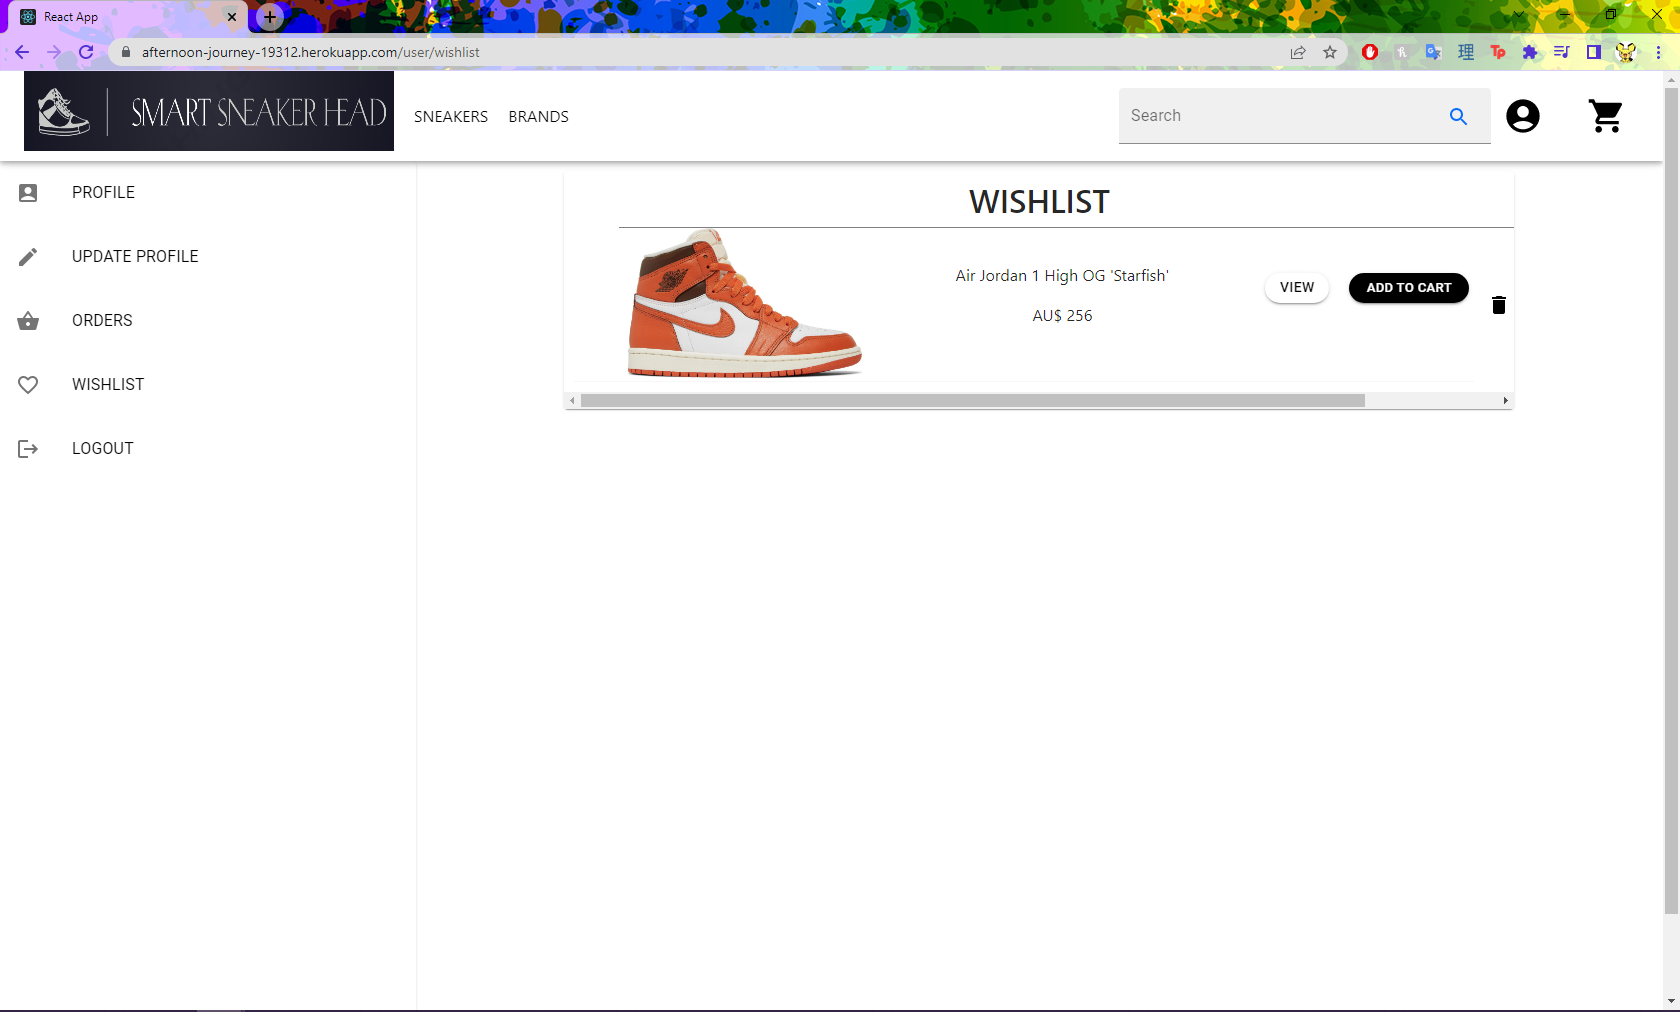 React App
afternoon-journey-19312.herokuapp.com/user/wishlist
SMART SNEAKER HEAD
SNEAKERS
BRANDS
Search
PROFILE
UPDATE PROFILE
ORDERS
WISHLIST
LOGOUT
WISHLIST
Air Jordan 1 High OG 'Starfish'
AU$ 256
VIEW
ADD TO CART